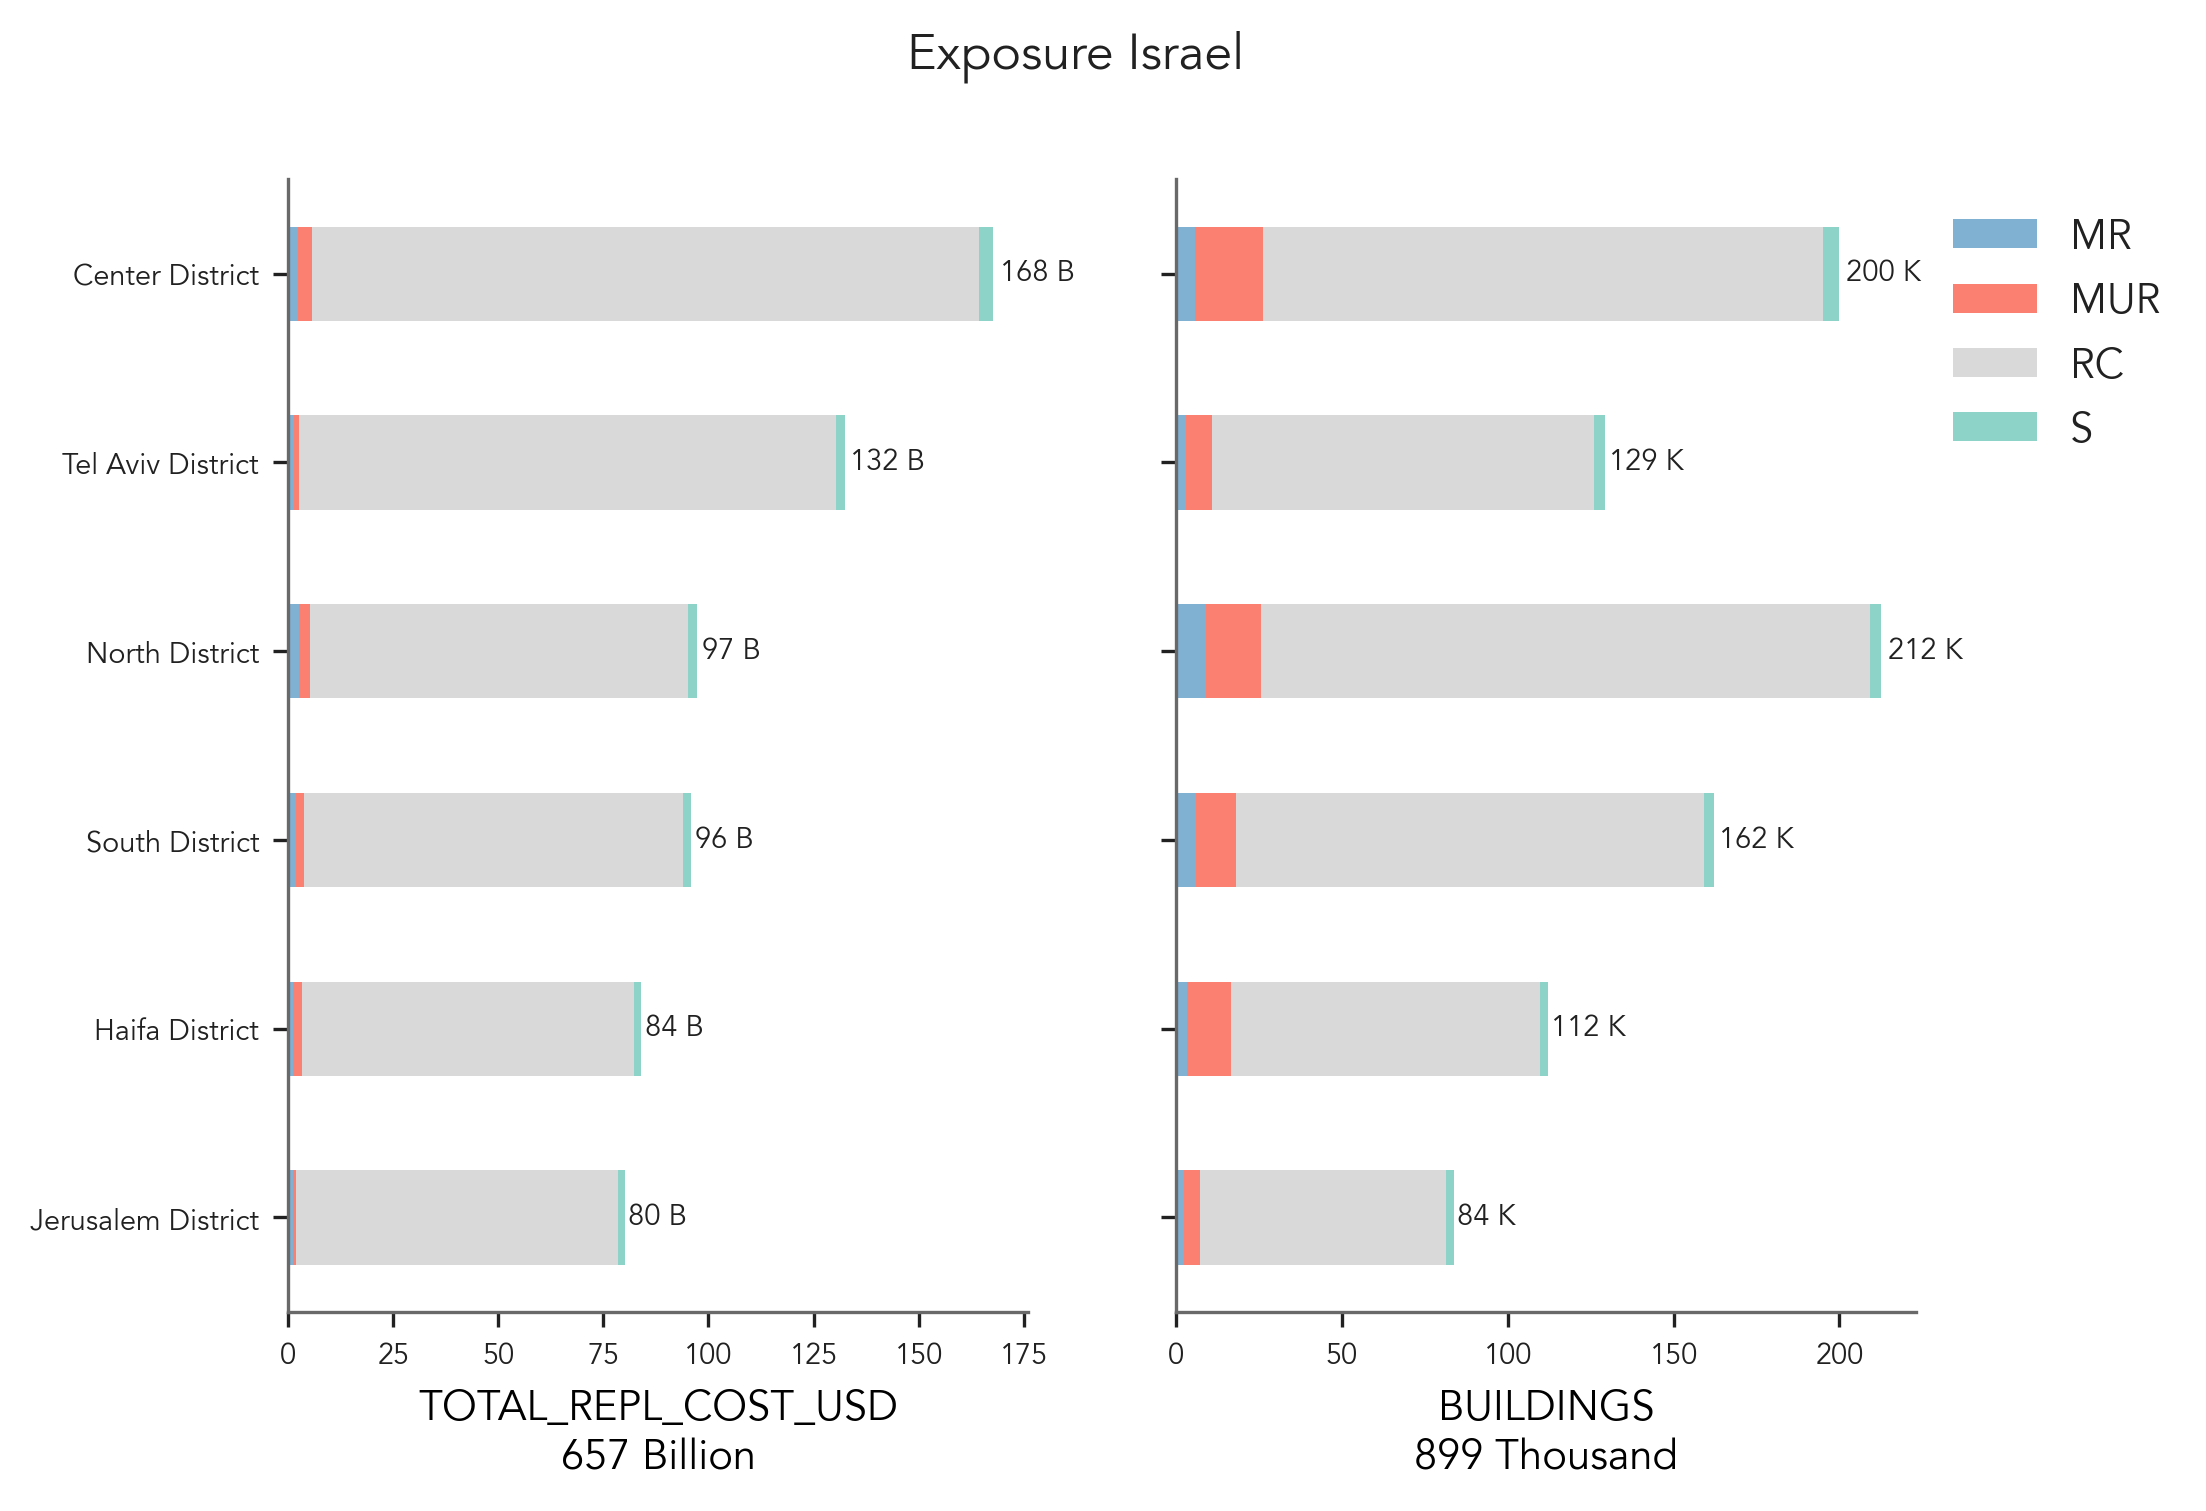 Exposure Israel
Center District
Tel Aviv District
North District
South District
Haifa District
Jerusalem District
168 B
132 B
97 B
96 B
84 B
80 B
0 25 50 75 100 125 150 175
TOTAL_REPL_COST_USD
657 Billion
200 K
129 K
212 K
162 K
112 K
84 K
0 50 100 150 200
BUILDINGS
899 Thousand
MR
MUR
RC
S